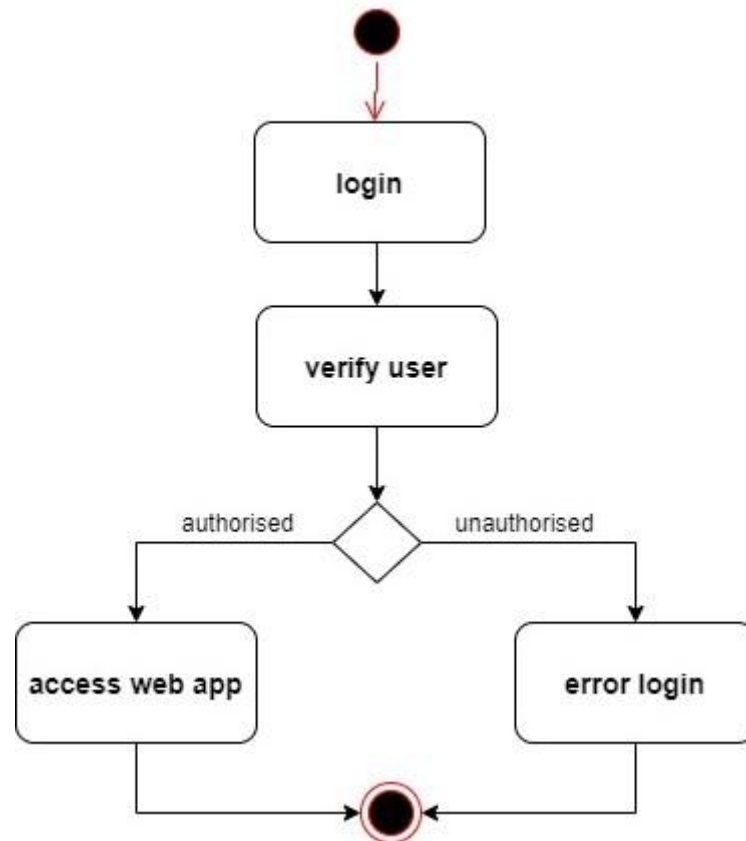 login
verify user
authorised
unauthorised
access web app
error login